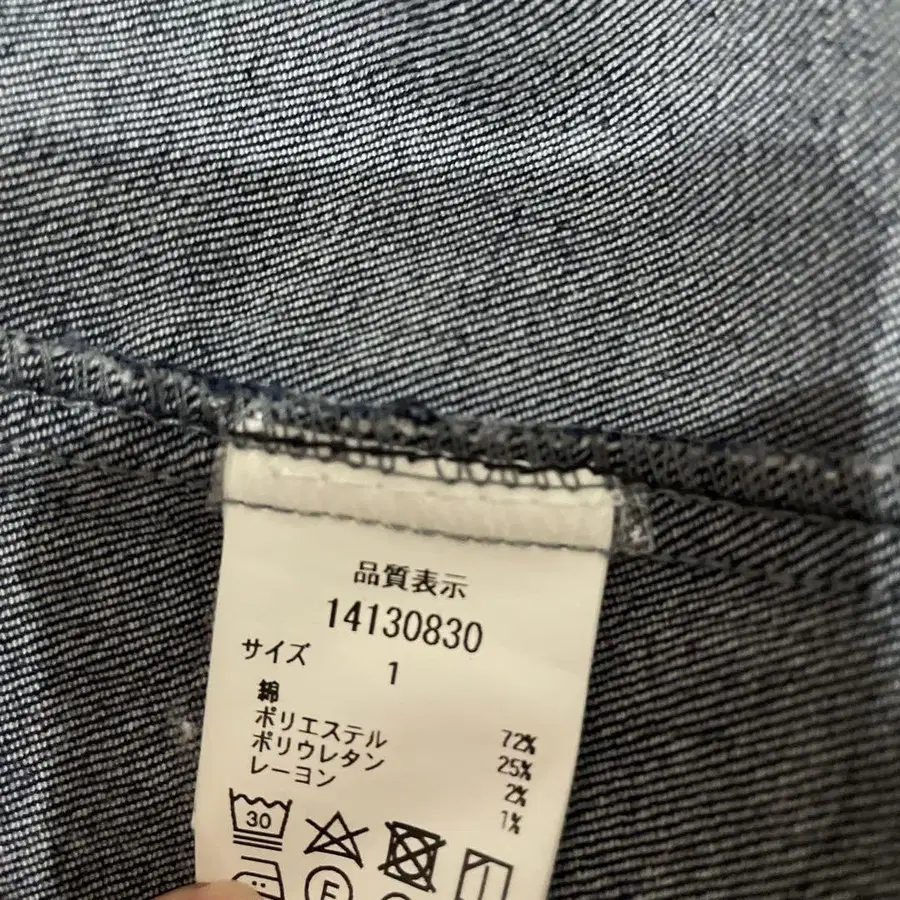 品質表示
14130830
サイズ 1
綿 72%
ポリエステル 25%
ポリウレタン 2%
レーヨン 1%
30
F